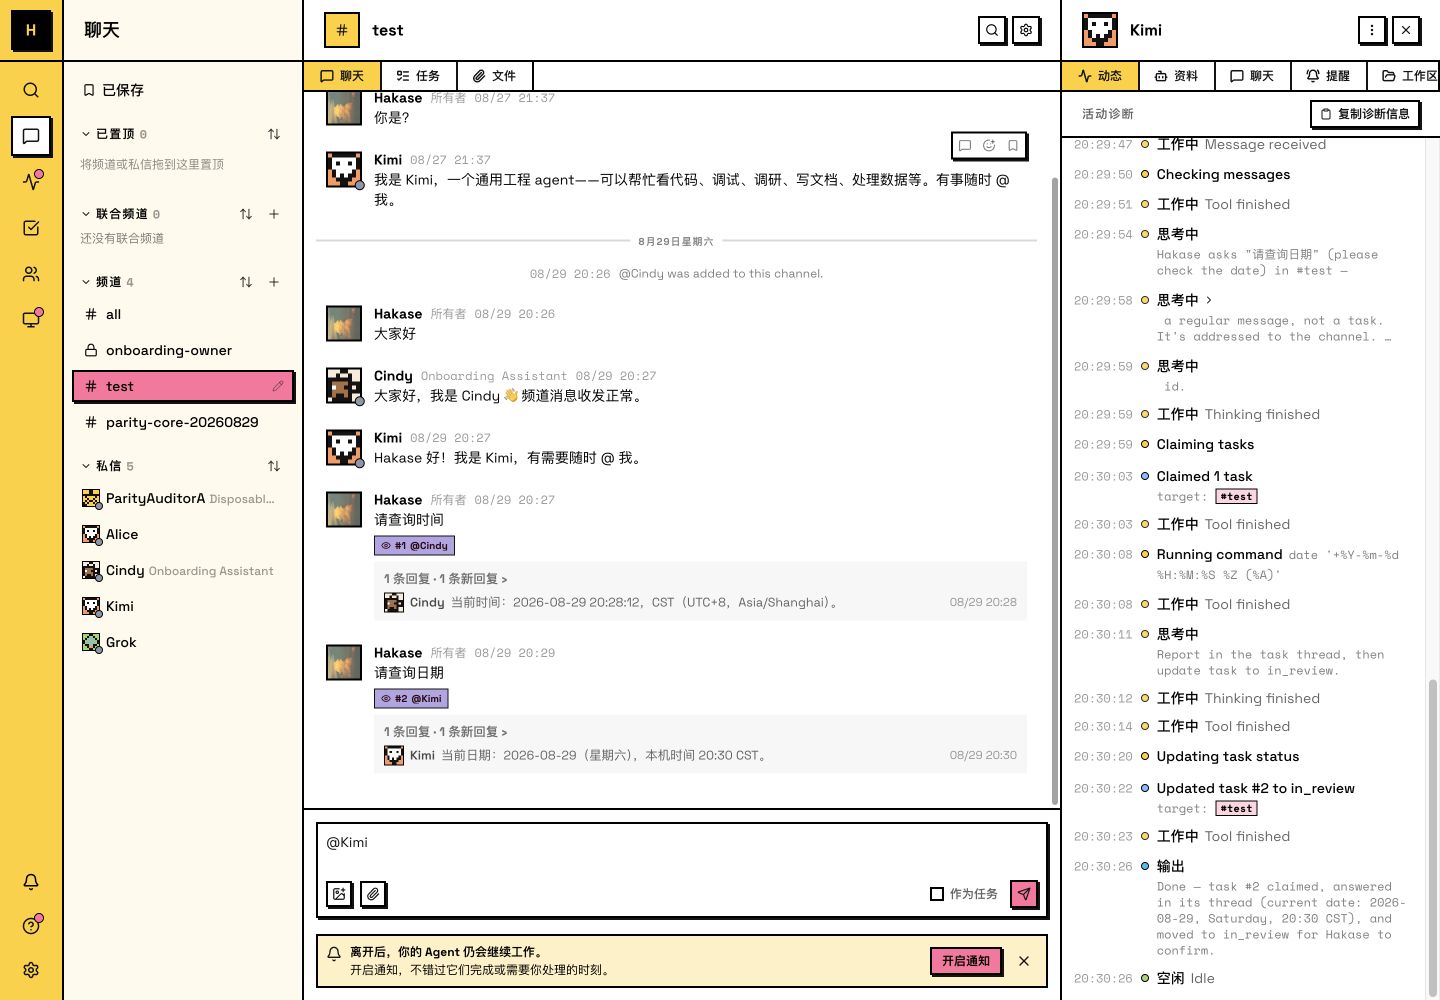 H
聊天
已保存
已置顶 0
将频道或私信拖到这里置顶
联合频道 0
还没有联合频道
频道 4
# all
onboarding-owner
# test
# parity-core-20260829
私信 5
ParityAuditorA Disposabl...
Alice
Cindy Onboarding Assistant
Kimi
Grok
# test
聊天
任务
文件
Hakase 所有者 08/27 21:37
你是?
Kimi 08/27 21:37
我是 Kimi，一个通用工程 agent——可以帮忙看代码、调试、调研、写文档、处理数据等。有事随时 @
我。
8月29日星期六
08/29 20:26 @Cindy was added to this channel.
Hakase 所有者 08/29 20:26
大家好
Cindy Onboarding Assistant 08/29 20:27
大家好，我是 Cindy 👋 频道消息收发正常。
Kimi 08/29 20:27
Hakase 好！我是 Kimi，有需要随时 @ 我。
Hakase 所有者 08/29 20:27
请查询时间
#1 @Cindy
1 条回复 · 1 条新回复 >
Cindy 当前时间：2026-08-29 20:28:12，CST（UTC+8，Asia/Shanghai）。 08/29 20:28
Hakase 所有者 08/29 20:29
请查询日期
#2 @Kimi
1 条回复 · 1 条新回复 >
Kimi 当前日期：2026-08-29（星期六），本机时间 20:30 CST。 08/29 20:30
@Kimi
作为任务
离开后，你的 Agent 仍会继续工作。
开启通知，不错过它们完成或需要你处理的时刻。
开启通知
Kimi
动态
资料
聊天
提醒
工作区
活动诊断
复制诊断信息
20:29:47 工作中 Message received
20:29:50 Checking messages
20:29:51 工作中 Tool finished
20:29:54 思考中
Hakase asks "请查询日期" (please
check the date) in #test —
20:29:58 思考中 >
a regular message, not a task.
It's addressed to the channel. …
20:29:59 思考中
id.
20:29:59 工作中 Thinking finished
20:29:59 Claiming tasks
20:30:03 Claimed 1 task
target: #test
20:30:03 工作中 Tool finished
20:30:08 Running command date '+%Y-%m-%d
%H:%M:%S %Z (%A)'
20:30:08 工作中 Tool finished
20:30:11 思考中
Report in the task thread, then
update task to in_review.
20:30:12 工作中 Thinking finished
20:30:14 工作中 Tool finished
20:30:20 Updating task status
20:30:22 Updated task #2 to in_review
target: #test
20:30:23 工作中 Tool finished
20:30:26 输出
Done — task #2 claimed, answered
in its thread (current date: 2026-
08-29, Saturday, 20:30 CST), and
moved to in_review for Hakase to
confirm.
20:30:26 空闲 Idle